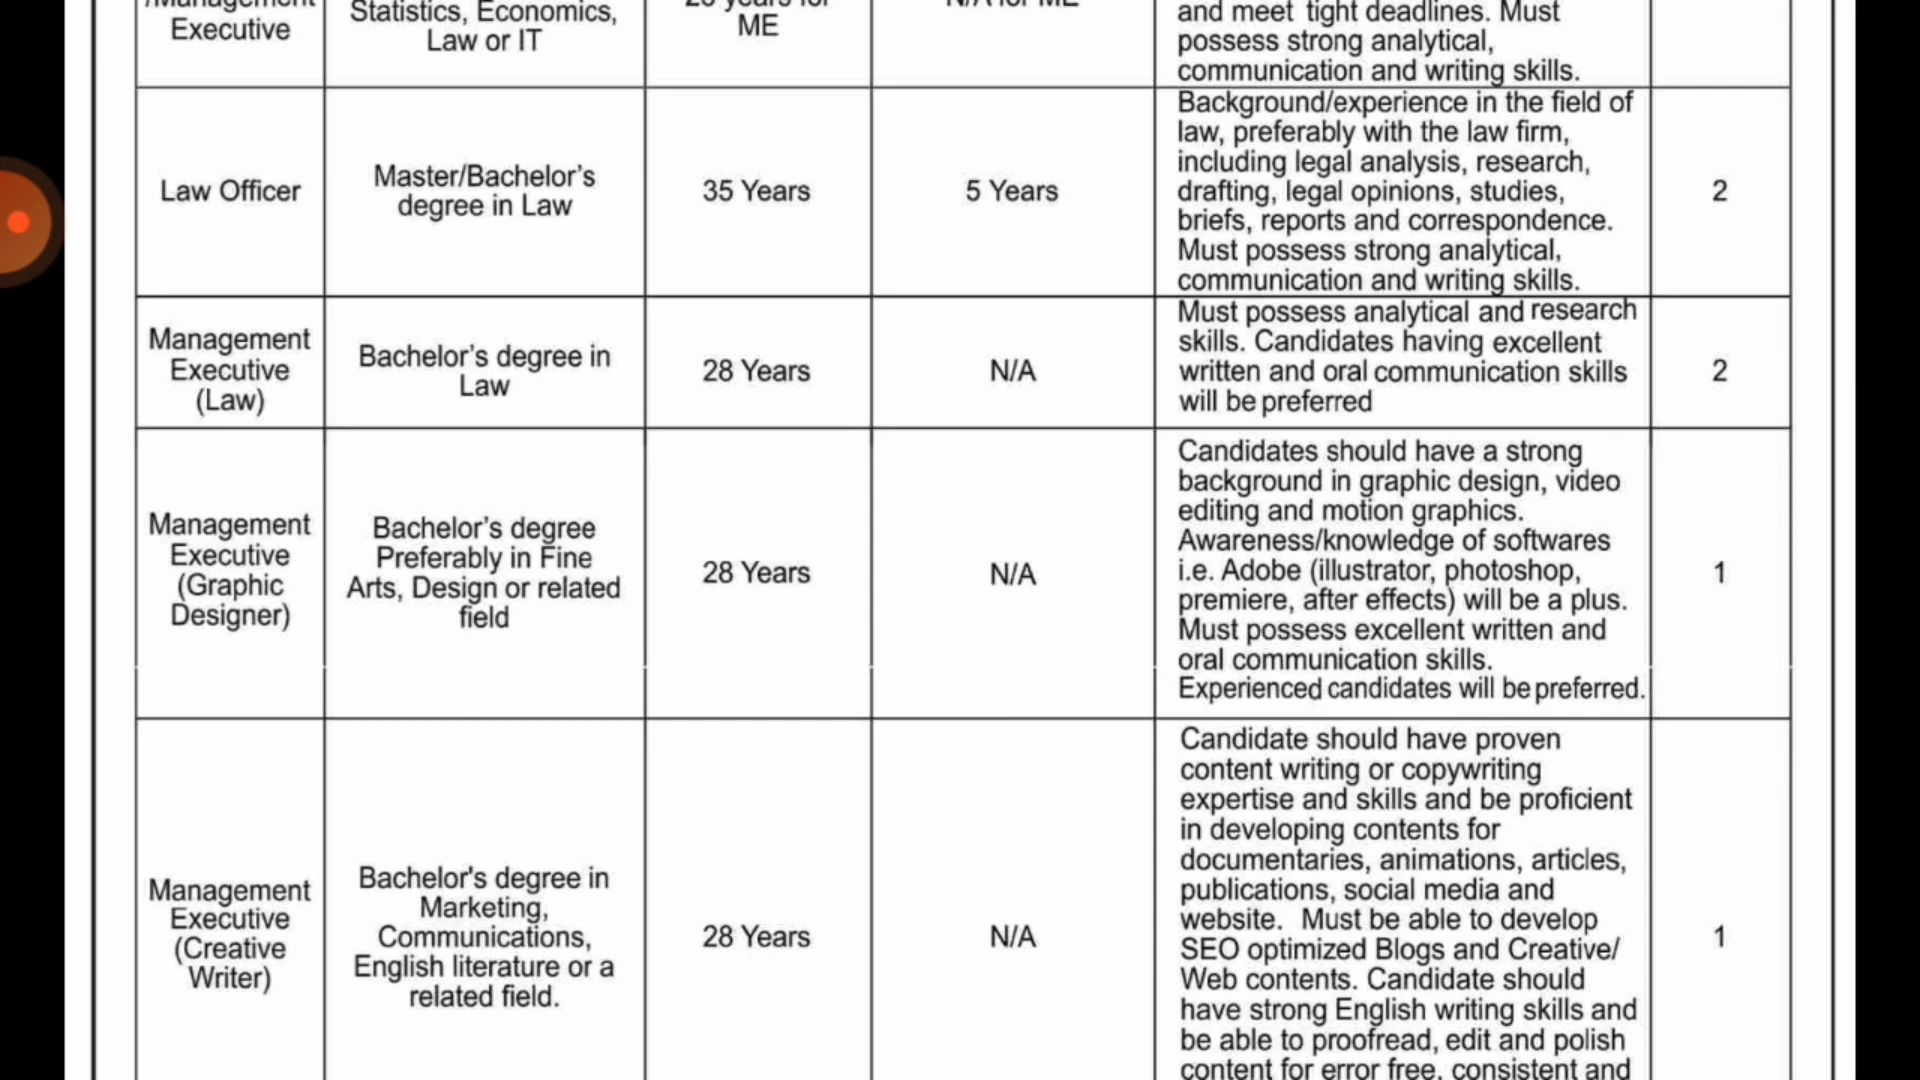 /Management
Executive
Statistics, Economics,
Law or IT
ME
and meet tight deadlines. Must
possess strong analytical,
communication and writing skills.
Law Officer
Master/Bachelor’s
degree in Law
35 Years
5 Years
Background/experience in the field of
law, preferably with the law firm,
including legal analysis, research,
drafting, legal opinions, studies,
briefs, reports and correspondence.
Must possess strong analytical,
communication and writing skills.
2
Management
Executive
(Law)
Bachelor’s degree in
Law
28 Years
N/A
Must possess analytical and research
skills. Candidates having excellent
written and oral communication skills
will be preferred
2
Management
Executive
(Graphic
Designer)
Bachelor’s degree
Preferably in Fine
Arts, Design or related
field
28 Years
N/A
Candidates should have a strong
background in graphic design, video
editing and motion graphics.
Awareness/knowledge of softwares
i.e. Adobe (illustrator, photoshop,
premiere, after effects) will be a plus.
Must possess excellent written and
oral communication skills.
Experienced candidates will be preferred.
1
Management
Executive
(Creative
Writer)
Bachelor's degree in
Marketing,
Communications,
English literature or a
related field.
28 Years
N/A
Candidate should have proven
content writing or copywriting
expertise and skills and be proficient
in developing contents for
documentaries, animations, articles,
publications, social media and
website. Must be able to develop
SEO optimized Blogs and Creative/
Web contents. Candidate should
have strong English writing skills and
be able to proofread, edit and polish
content for error free, consistent and
1